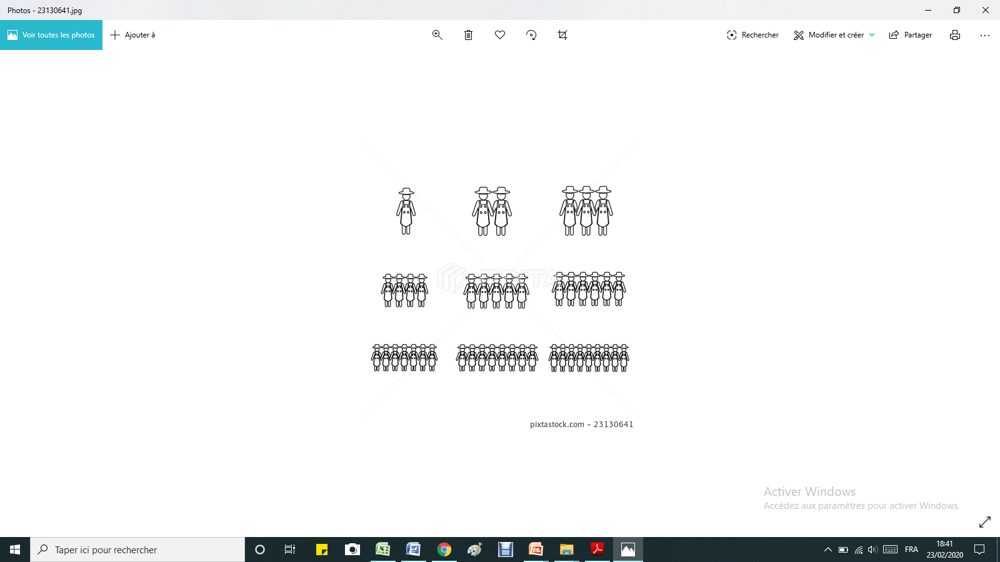 Photos - 23130641.jpg
Voir toutes les photos
Ajouter à
Rechercher
Modifier et créer
Partager
PIXTA
pixtastock.com - 23130641
Activer Windows
Accédez aux paramètres pour activer Windows.
Taper ici pour rechercher
FRA
18:41
23/02/2020